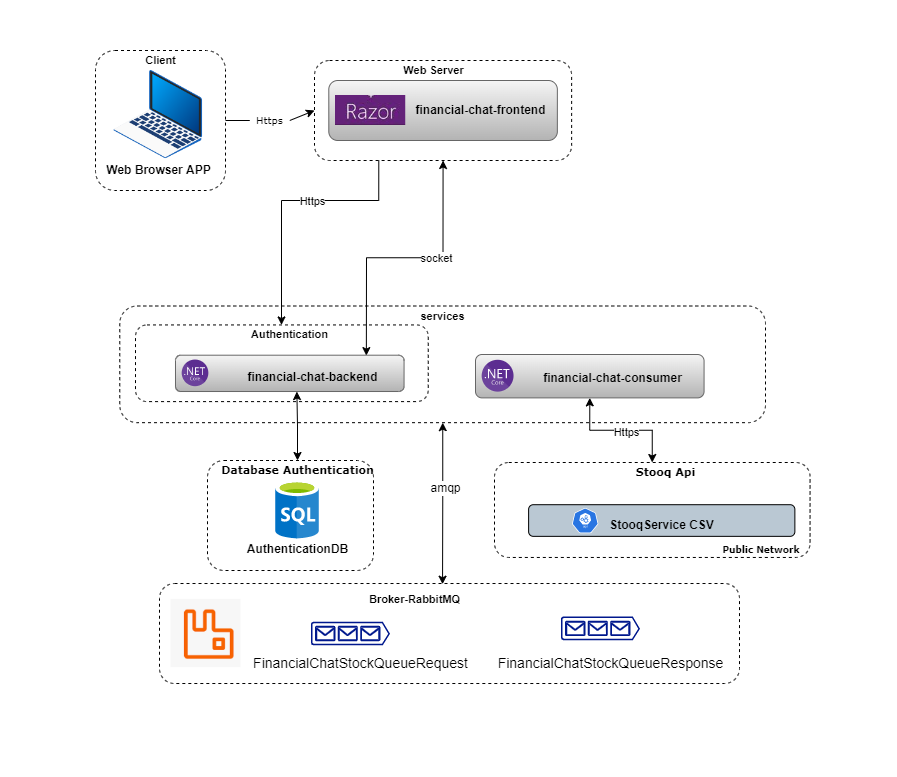 Client
Web Browser APP
Https
Web Server
Razor
financial-chat-frontend
Https
socket
services
Authentication
.NET
Core
financial-chat-backend
.NET
Core
financial-chat-consumer
Https
Database Authentication
SQL
AuthenticationDB
amqp
Stooq Api
StooqService CSV
Public Network
Broker-RabbitMQ
FinancialChatStockQueueRequest
FinancialChatStockQueueResponse